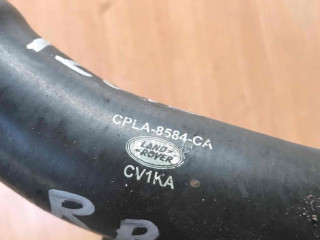 CPLA-8584-CA
LAND-
-ROVER
CV1KA